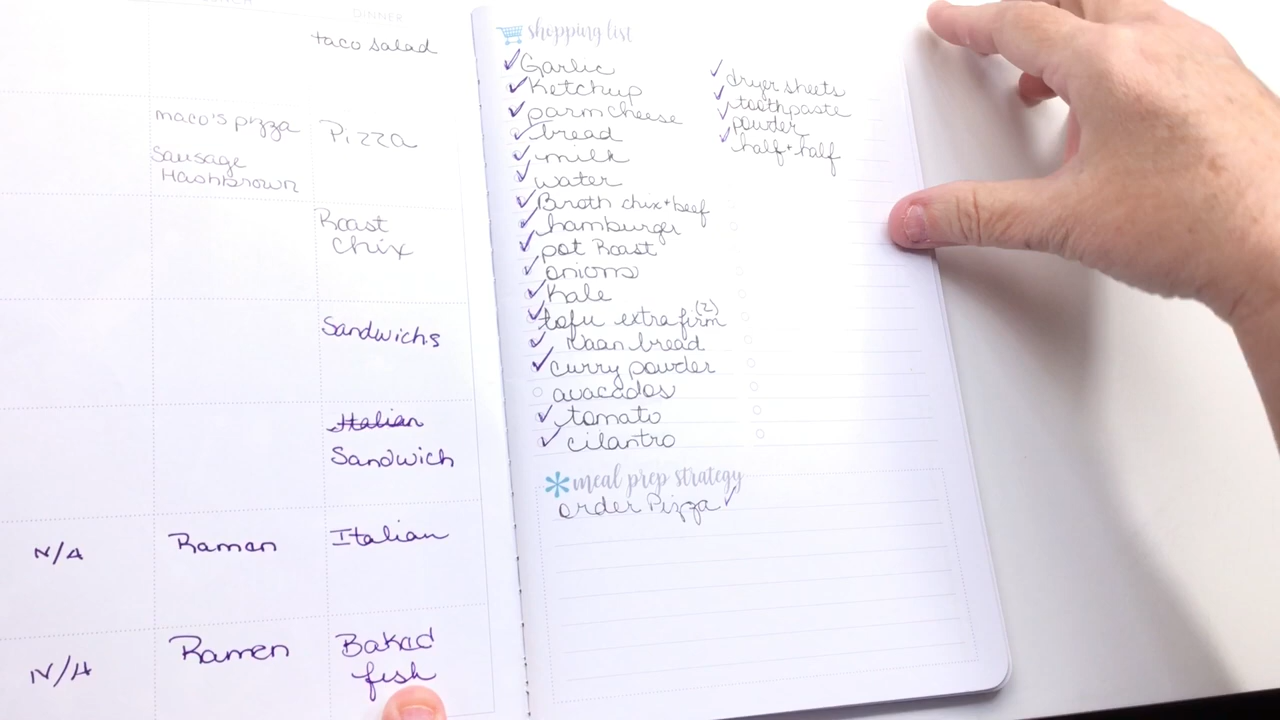 DINNER
taco salad
maco's pizza
Pizza
Sausage
Hashbrown
Roast
Chix
Sandwichs
Italian
Sandwich
N/A
Ramen
Italian
N/A
Ramen
Baked
fish
shopping list
Garlic
Ketchup
parm cheese
bread
milk
water
Broth chix+beef
hamburger
pot Roast
onions
Kale
tofu extra firm (2)
Naan bread
curry powder
avacados
tomato
cilantro
dryer sheets
toothpaste
powder
half+half
meal prep strategy
order Pizza